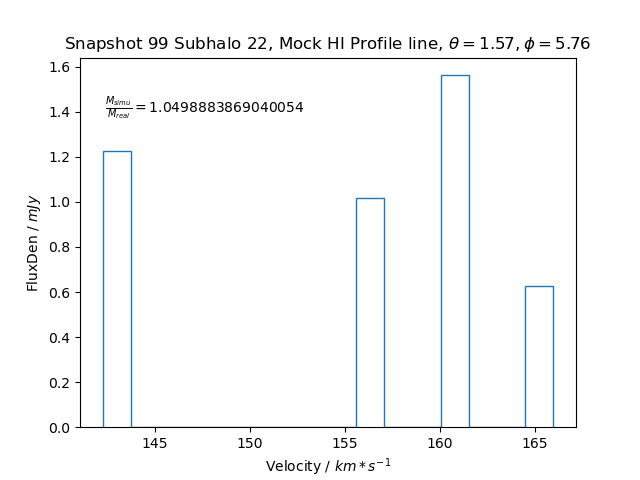 Snapshot 99 Subhalo 22, Mock HI Profile line, θ = 1.57, ϕ = 5.76
M_simu/M_real = 1.0498883869040054
FluxDen / mJy
1.6
1.4
1.2
1.0
0.8
0.6
0.4
0.2
0.0
145 150 155 160 165
Velocity / km * s⁻¹